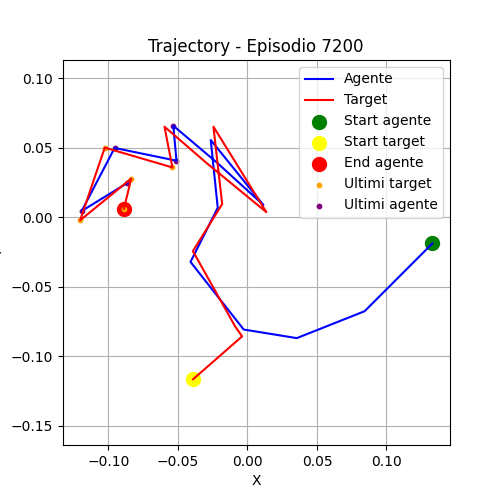 Trajectory - Episodio 7200
Agente
Target
Start agente
Start target
End agente
Ultimi target
Ultimi agente
0.10
0.05
0.00
−0.05
−0.10
−0.15
−0.10
−0.05
0.00
0.05
0.10
X